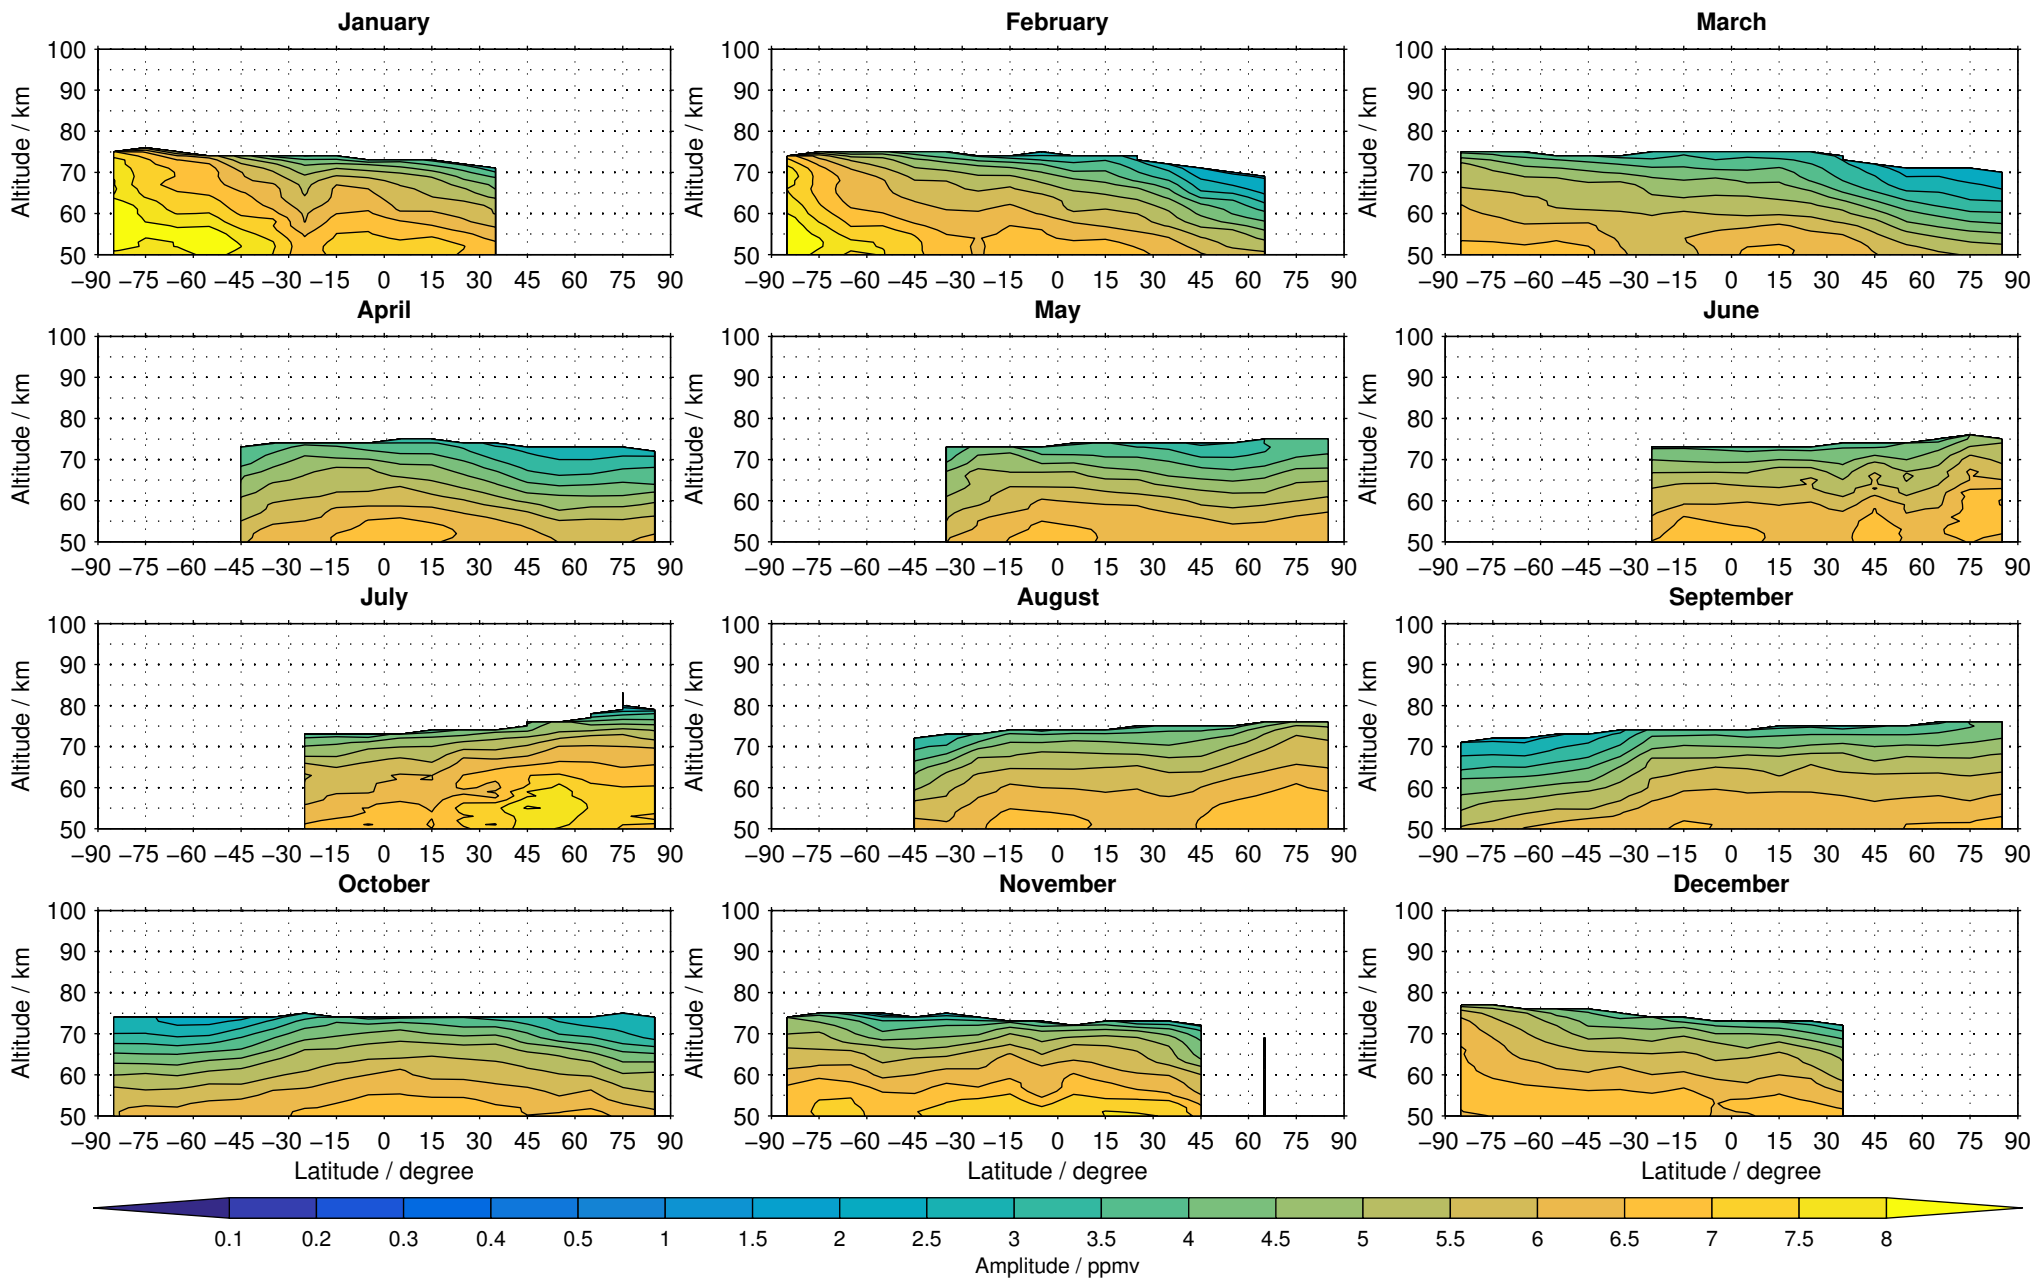 January February March
100 100 100
90 90 90
Altitude / km Altitude / km Altitude / km
80 80 80
70 70 70
60 60 60
50 50 50
−90 −75 −60 −45 −30 −15 0 15 30 45 60 75 90 −90 −75 −60 −45 −30 −15 0 15 30 45 60 75 90 −90 −75 −60 −45 −30 −15 0 15 30 45 60 75 90
April May June
100 100 100
90 90 90
Altitude / km Altitude / km Altitude / km
80 80 80
70 70 70
60 60 60
50 50 50
−90 −75 −60 −45 −30 −15 0 15 30 45 60 75 90 −90 −75 −60 −45 −30 −15 0 15 30 45 60 75 90 −90 −75 −60 −45 −30 −15 0 15 30 45 60 75 90
July August September
100 100 100
90 90 90
Altitude / km Altitude / km Altitude / km
80 80 80
70 70 70
60 60 60
50 50 50
−90 −75 −60 −45 −30 −15 0 15 30 45 60 75 90 −90 −75 −60 −45 −30 −15 0 15 30 45 60 75 90 −90 −75 −60 −45 −30 −15 0 15 30 45 60 75 90
October November December
100 100 100
90 90 90
Altitude / km Altitude / km Altitude / km
80 80 80
70 70 70
60 60 60
50 50 50
−90 −75 −60 −45 −30 −15 0 15 30 45 60 75 90 −90 −75 −60 −45 −30 −15 0 15 30 45 60 75 90 −90 −75 −60 −45 −30 −15 0 15 30 45 60 75 90
Latitude / degree Latitude / degree Latitude / degree
0.1 0.2 0.3 0.4 0.5 1 1.5 2 2.5 3 3.5 4 4.5 5 5.5 6 6.5 7 7.5 8
Amplitude / ppmv